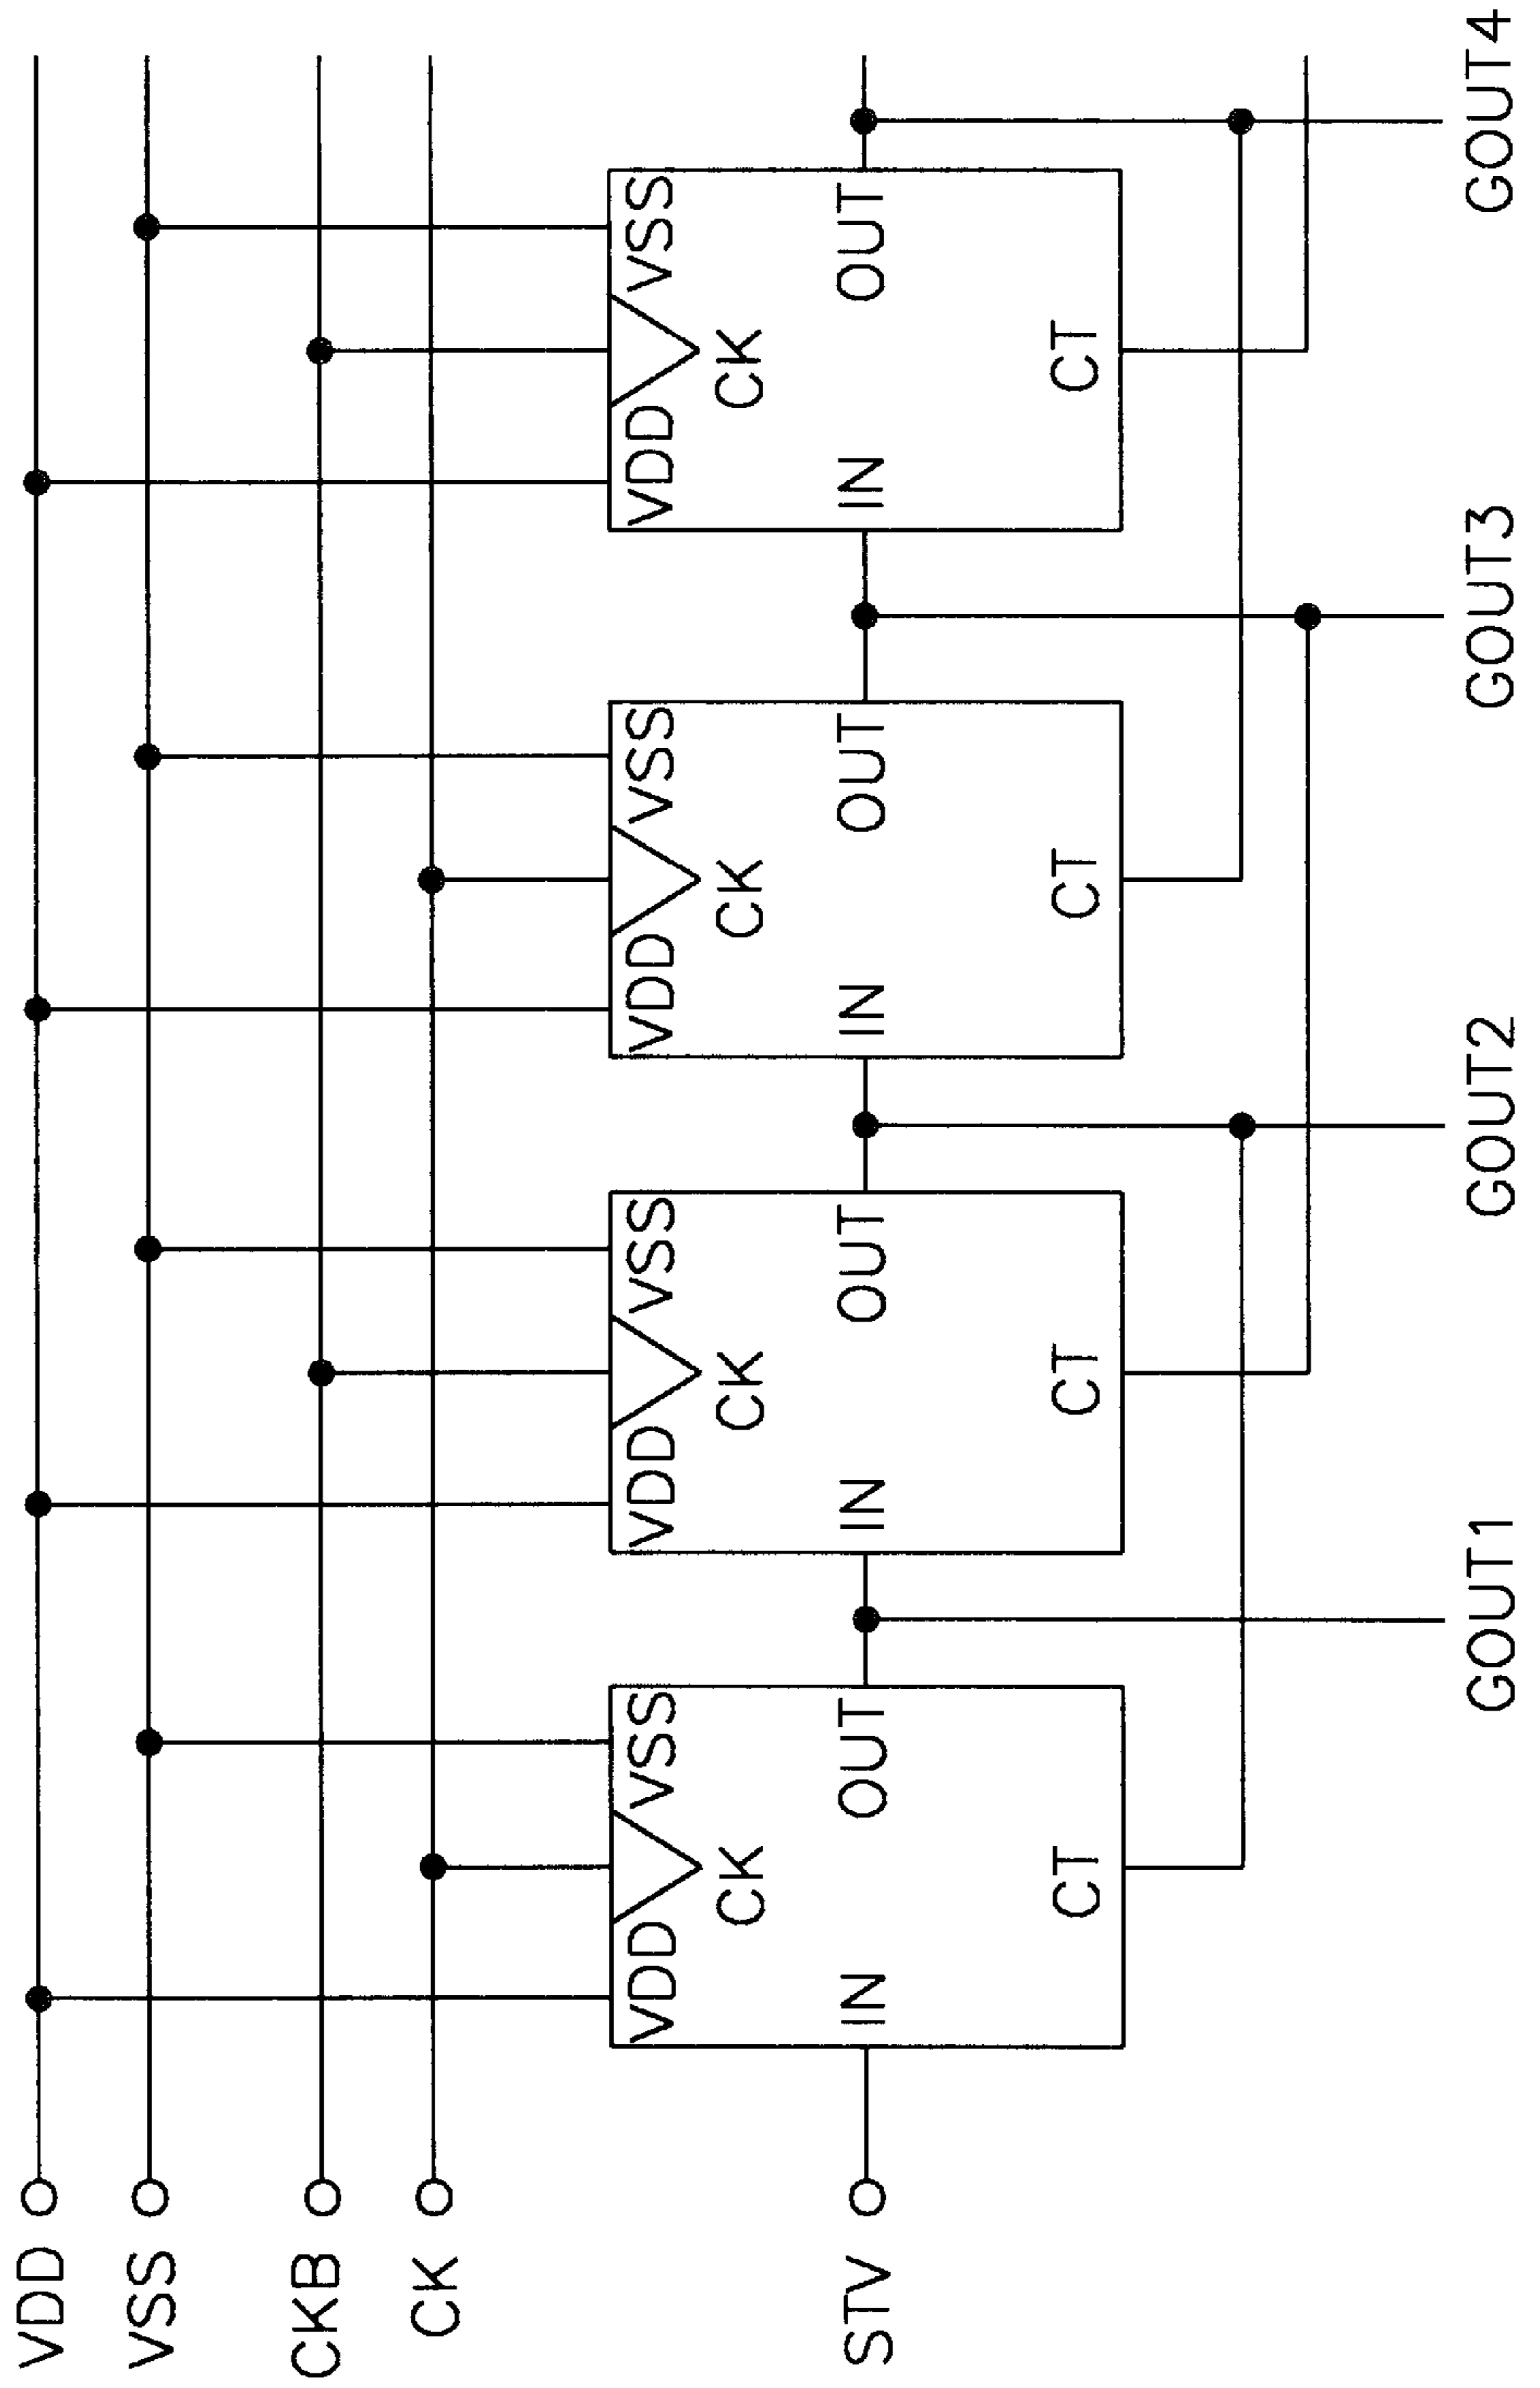 VDD
VSS
CKB
CK
STV
VDD
CK
VSS
IN
OUT
CT
VDD
CK
VSS
IN
OUT
CT
VDD
CK
VSS
IN
OUT
CT
VDD
CK
VSS
IN
OUT
CT
GOUT1
GOUT2
GOUT3
GOUT4